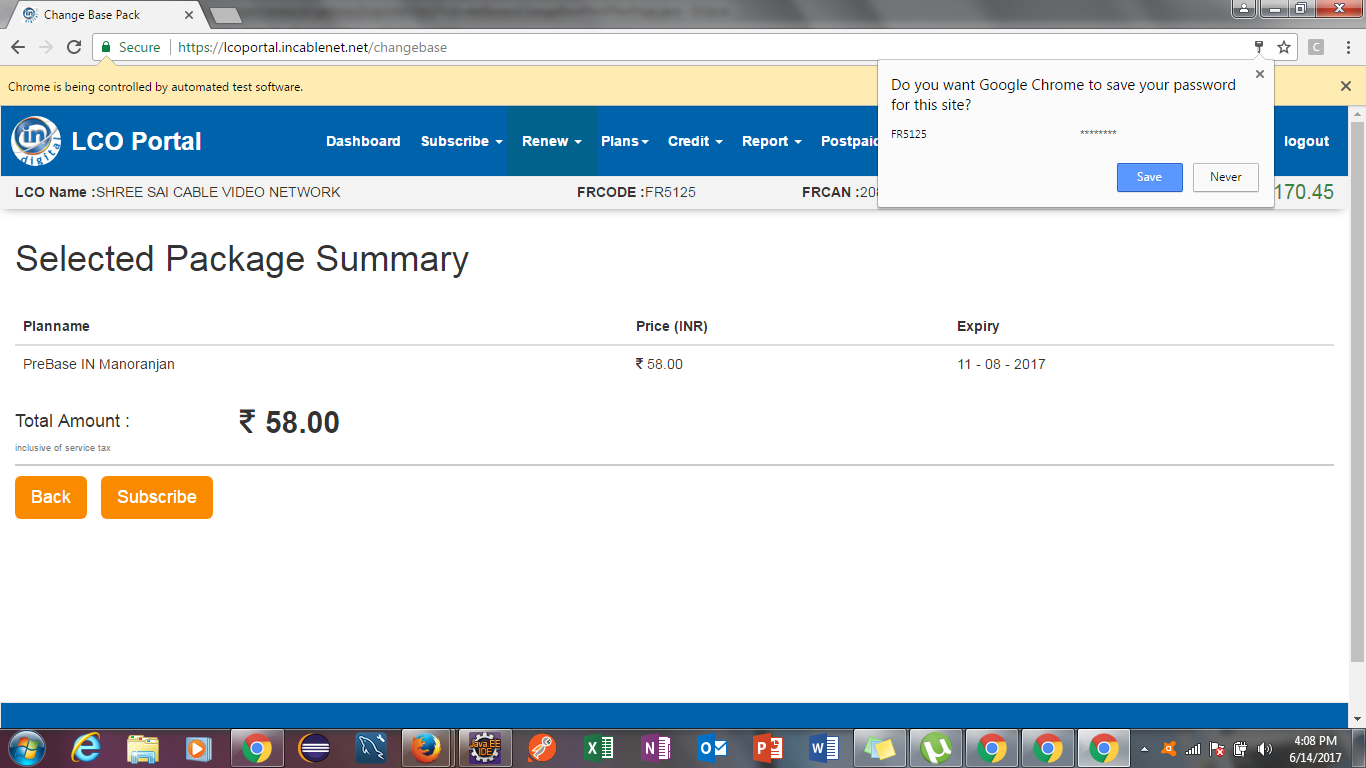 Change Base Pack
Secure https://lcoportal.incablenet.net/changebase
Chrome is being controlled by automated test software.
Do you want Google Chrome to save your password
for this site?
FR5125 ********
Save Never
in
digital
LCO Portal Dashboard Subscribe Renew Plans Credit Report Postpaid logout
LCO Name :SHREE SAI CABLE VIDEO NETWORK FRCODE :FR5125 FRCAN :20 170.45
Selected Package Summary
Planname Price (INR) Expiry
PreBase IN Manoranjan ₹ 58.00 11 - 08 - 2017
Total Amount : ₹ 58.00
inclusive of service tax
Back Subscribe
Java EE
IDE
4:08 PM
6/14/2017